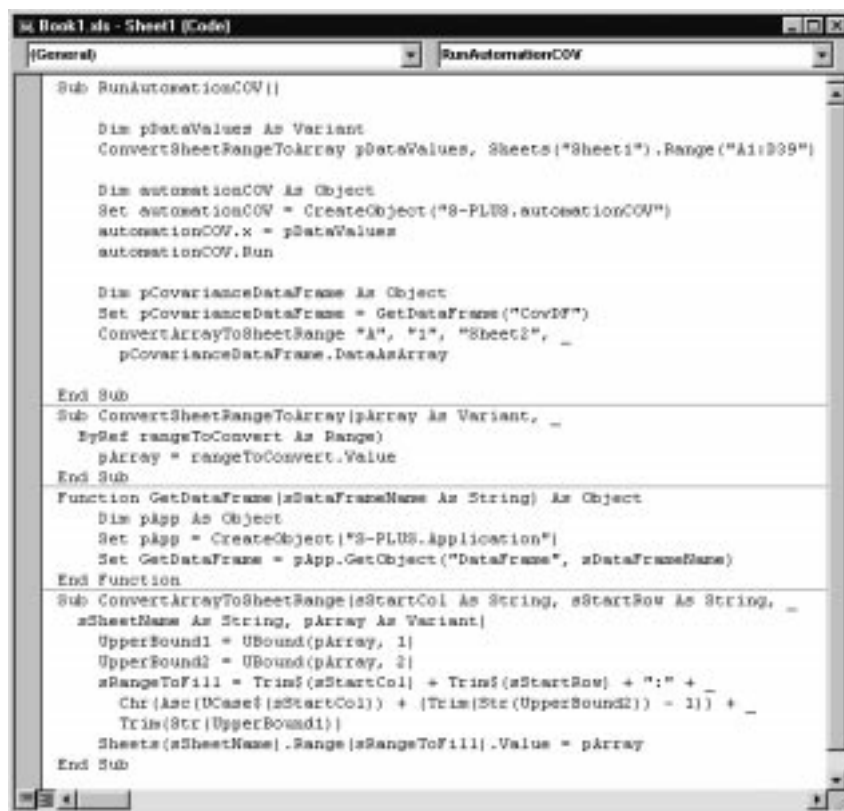 Book1.xls - Sheet1 (Code)
(General) RunAutomationCOV
Sub RunAutomationCOV()
Dim pDataValues As Variant
ConvertSheetRangeToArray pDataValues, Sheets("Sheet1").Range("A1:D39")
Dim automationCOV As Object
Set automationCOV = CreateObject("S-PLUS.automationCOV")
automationCOV.x = pDataValues
automationCOV.Run
Dim pCovarianceDataFrame As Object
Set pCovarianceDataFrame = GetDataFrame("CovDF")
ConvertArrayToSheetRange "A", "1", "Sheet2", _
pCovarianceDataFrame.DataAsArray
End Sub
Sub ConvertSheetRangeToArray(pArray As Variant, _
ByRef rangeToConvert As Range)
pArray = rangeToConvert.Value
End Sub
Function GetDataFrame(sDataFrameName As String) As Object
Dim pApp As Object
Set pApp = CreateObject("S-PLUS.Application")
Set GetDataFrame = pApp.GetObject("DataFrame", sDataFrameName)
End Function
Sub ConvertArrayToSheetRange(sStartCol As String, sStartRow As String, _
sSheetName As String, pArray As Variant)
UpperBound1 = UBound(pArray, 1)
UpperBound2 = UBound(pArray, 2)
sRangeToFill = Trim$(sStartCol) + Trim$(sStartRow) + ":" + _
Chr(Asc(UCase$(sStartCol)) + (Trim(Str(UpperBound2)) - 1)) + _
Trim(Str(UpperBound1))
Sheets(sSheetName).Range(sRangeToFill).Value = pArray
End Sub